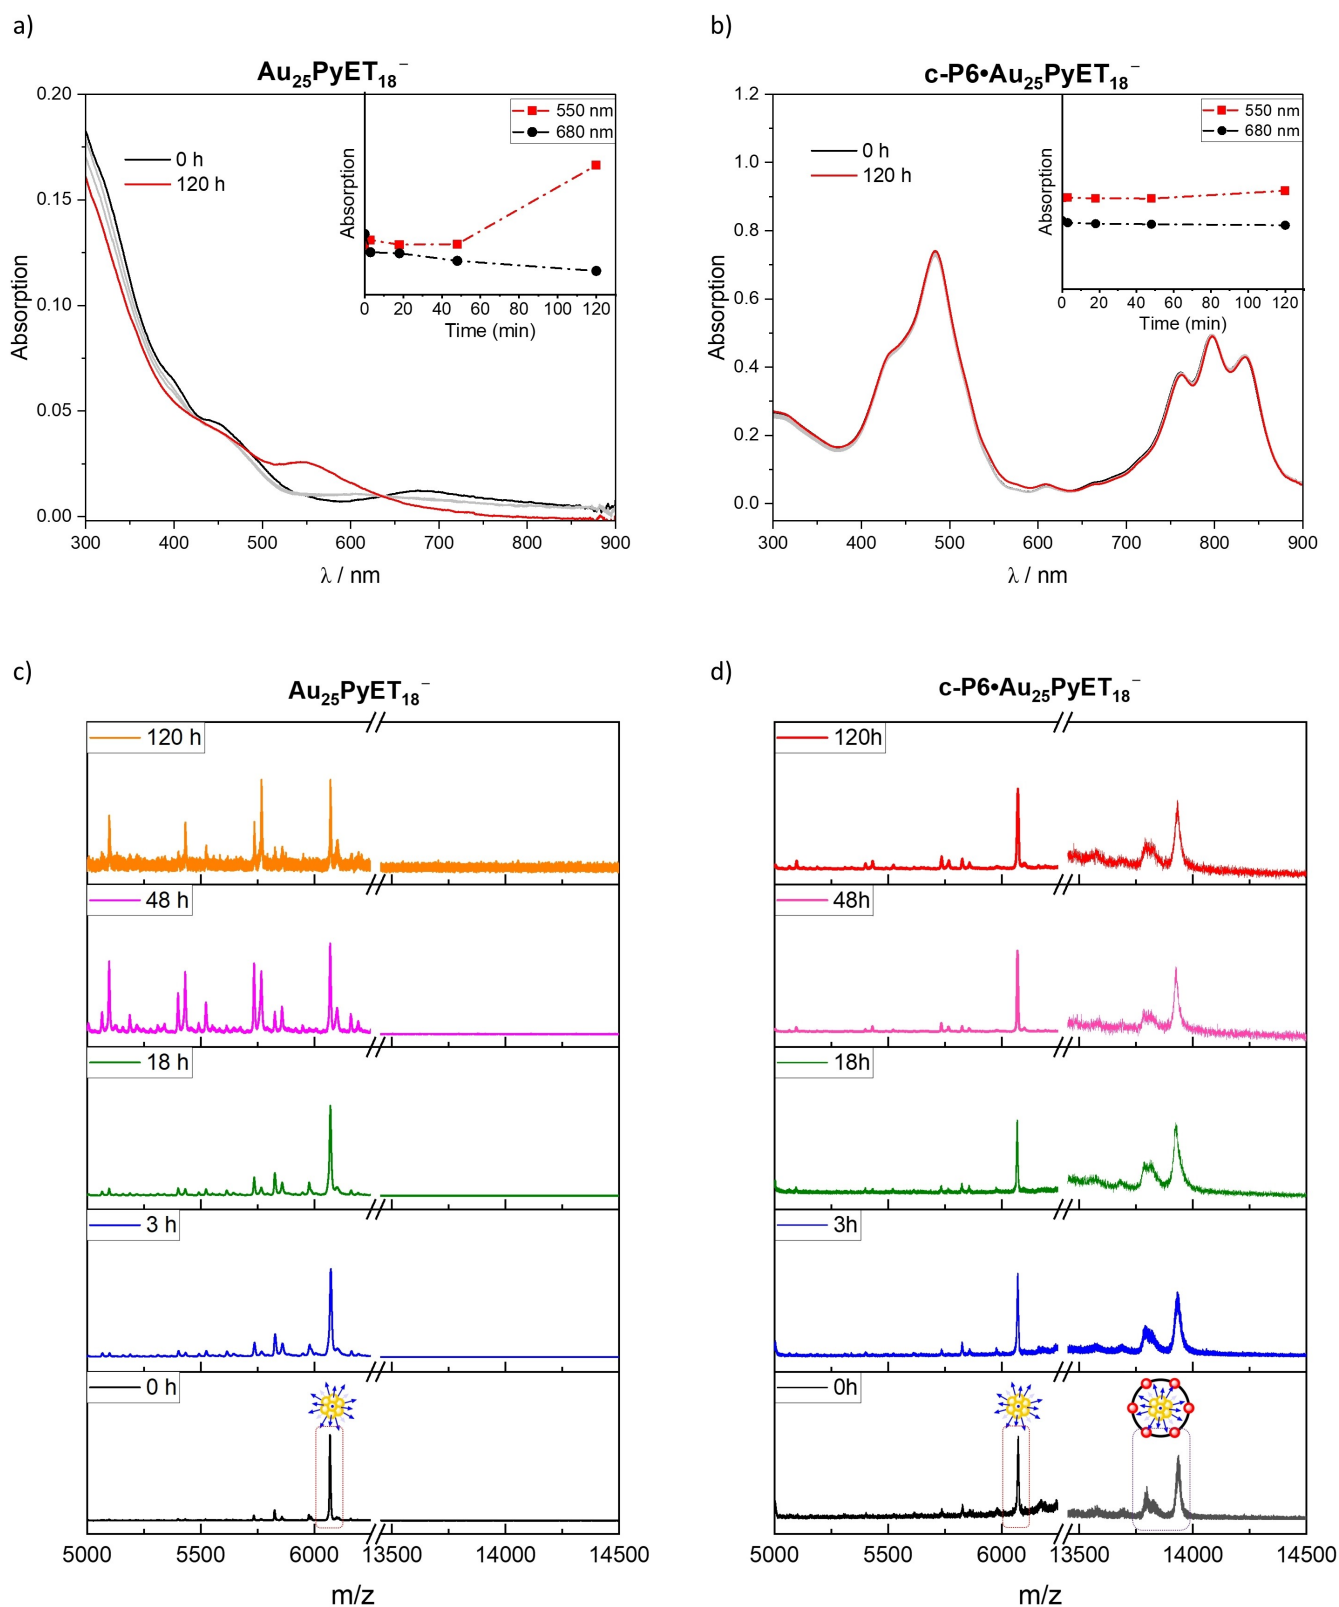 a)
Au25PyET18−
Absorption
0.20
0.15
0.10
0.05
0.00
0 h
120 h
Absorption
550 nm
680 nm
0 20 40 60 80 100 120
Time (min)
300 400 500 600 700 800 900
λ / nm
b)
c-P6•Au25PyET18−
Absorption
1.2
1.0
0.8
0.6
0.4
0.2
0.0
0 h
120 h
Absorption
550 nm
680 nm
0 20 40 60 80 100 120
Time (min)
300 400 500 600 700 800 900
λ / nm
c)
Au25PyET18−
120 h
48 h
18 h
3 h
0 h
5000 5500 6000 13500 14000 14500
m/z
d)
c-P6•Au25PyET18−
120h
48h
18h
3h
0h
5000 5500 6000 13500 14000 14500
m/z